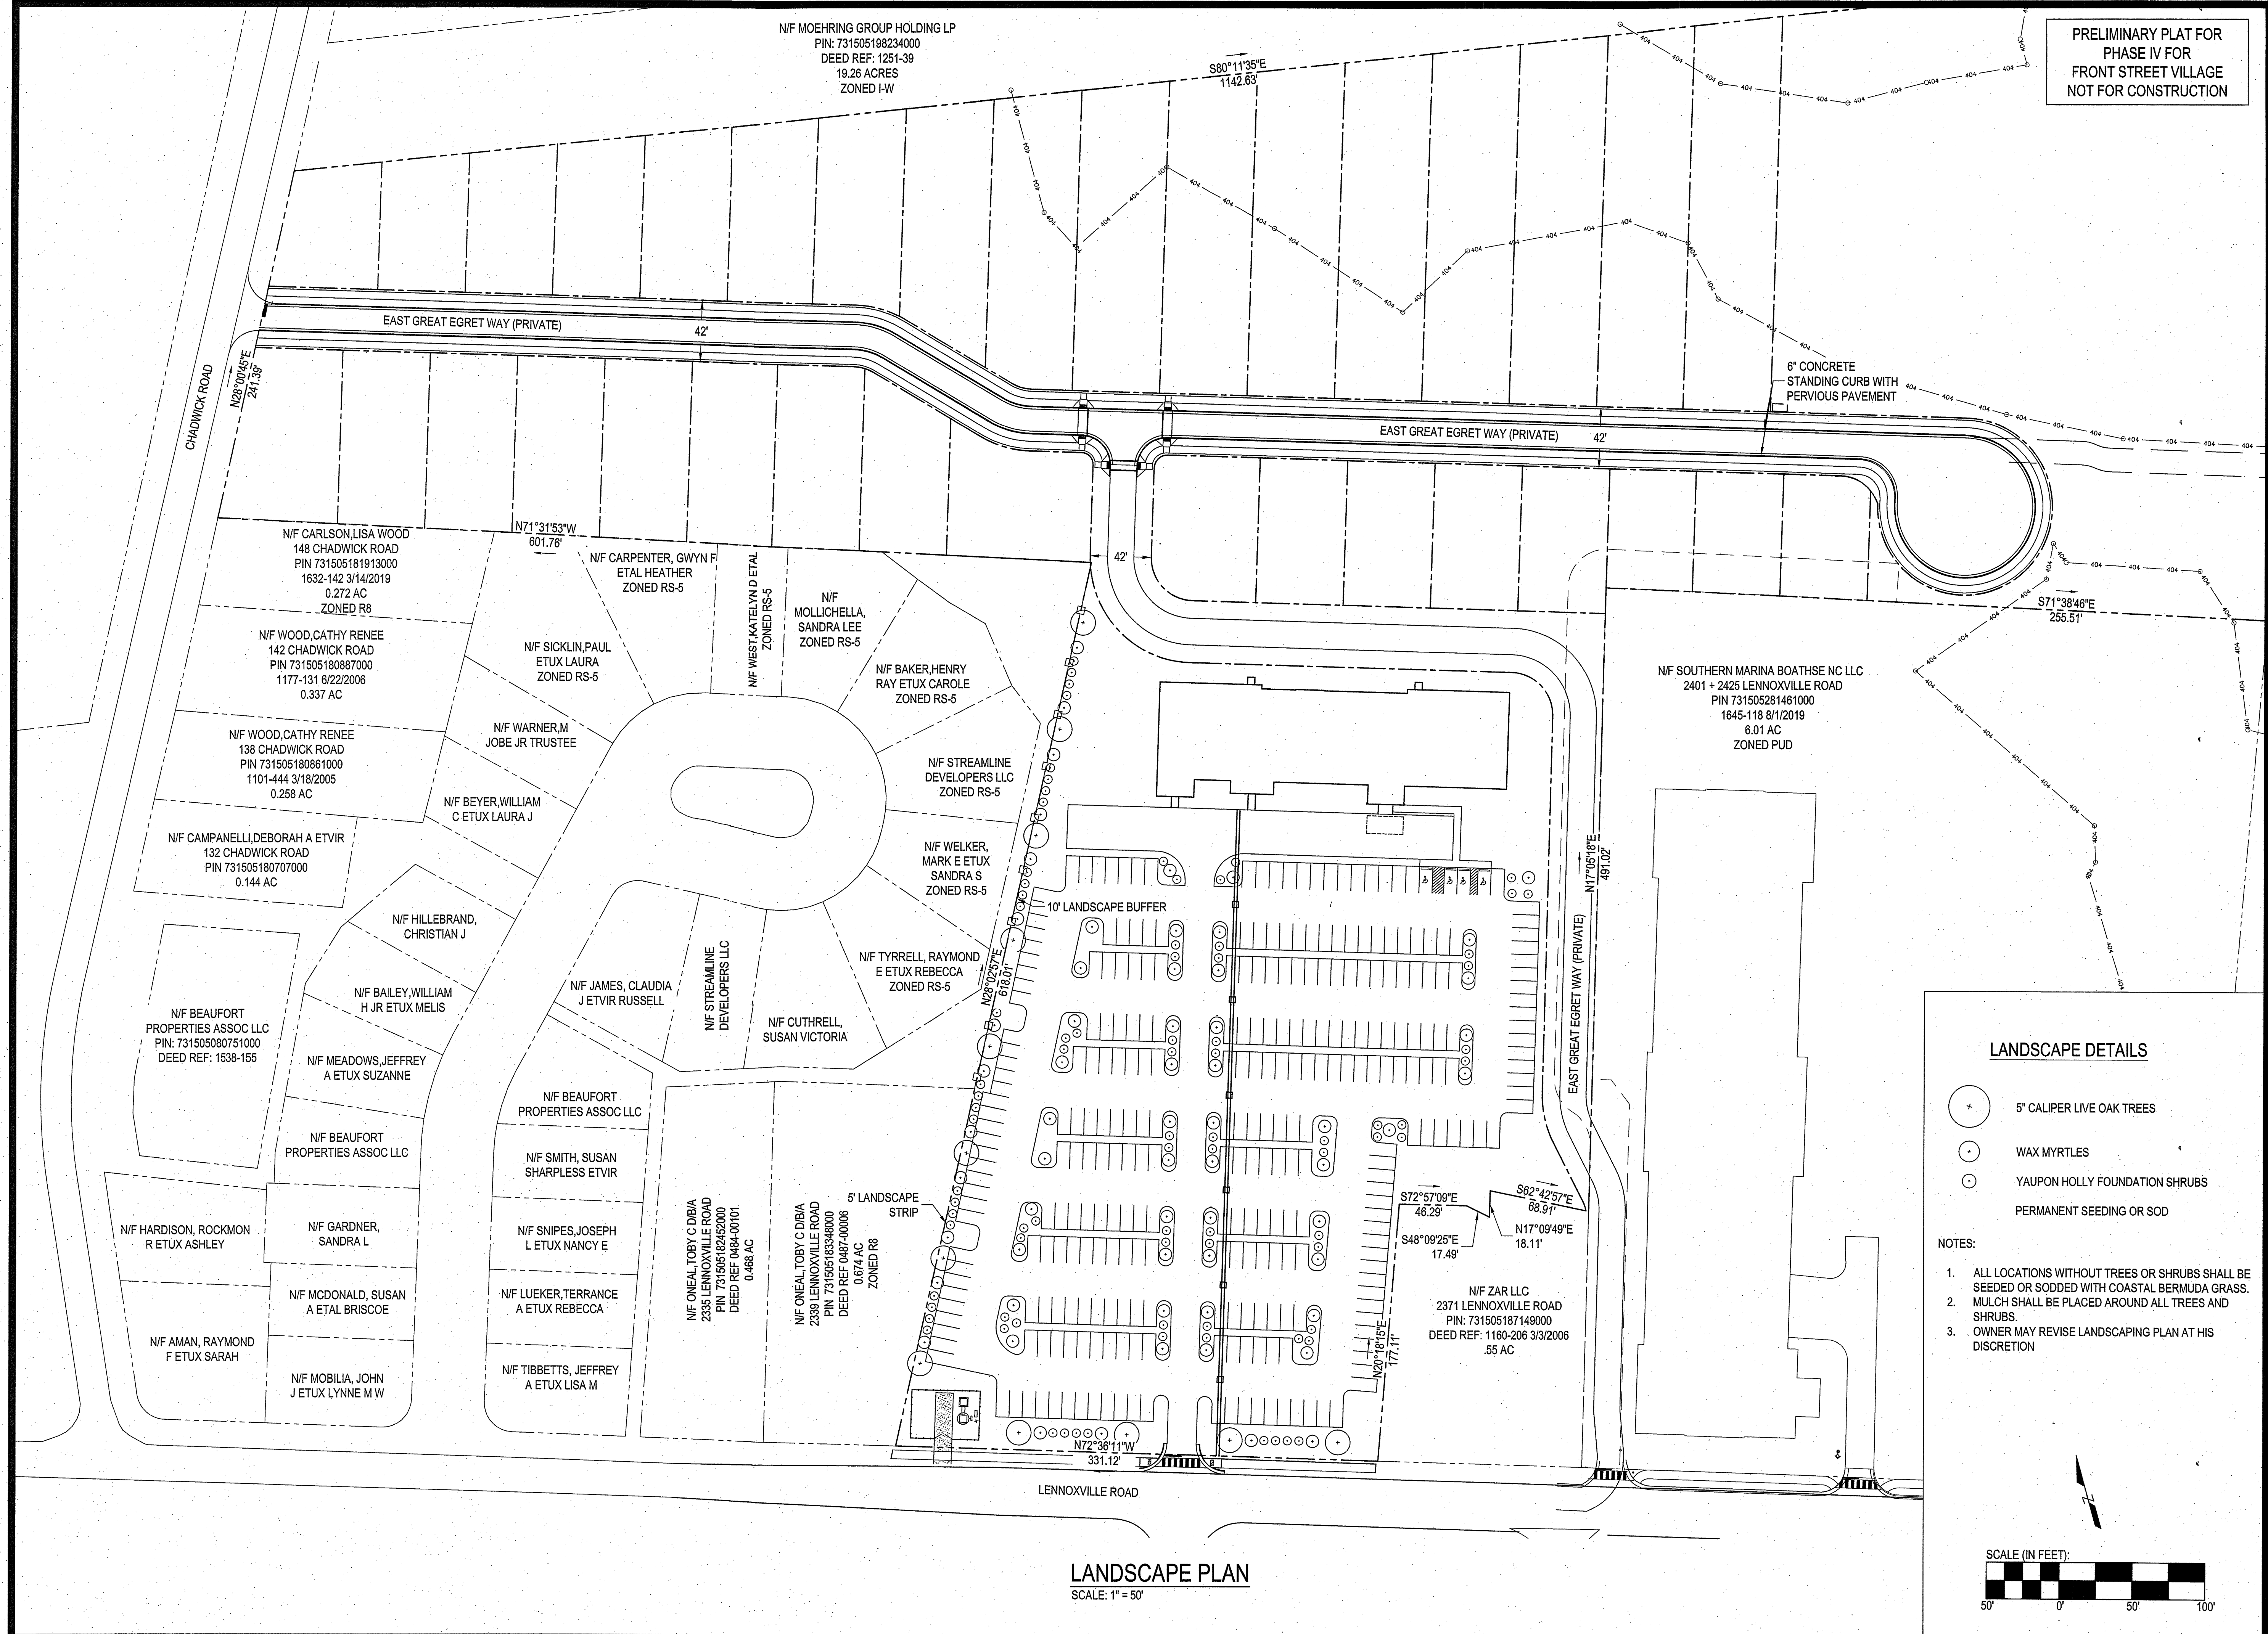 N/F MOEHRING GROUP HOLDING LP
PIN: 731505198234000
DEED REF: 1251-39
19.26 ACRES
ZONED I-W
S80°11'35"E
1142.63'
PRELIMINARY PLAT FOR
PHASE IV FOR
FRONT STREET VILLAGE
NOT FOR CONSTRUCTION
CHADWICK ROAD
N28°00'45"E
241.39'
EAST GREAT EGRET WAY (PRIVATE)
42'
EAST GREAT EGRET WAY (PRIVATE)
42'
6" CONCRETE
STANDING CURB WITH
PERVIOUS PAVEMENT
42'
N71°31'53"W
601.76'
S71°38'46"E
255.51'
N/F CARLSON,LISA WOOD
148 CHADWICK ROAD
PIN 731505181913000
1632-142 3/14/2019
0.272 AC
ZONED R8
N/F WOOD,CATHY RENEE
142 CHADWICK ROAD
PIN 731505180887000
1177-131 6/22/2006
0.337 AC
N/F WOOD,CATHY RENEE
138 CHADWICK ROAD
PIN 731505180861000
1101-444 3/18/2005
0.258 AC
N/F CAMPANELLI,DEBORAH A ETVIR
132 CHADWICK ROAD
PIN 731505180707000
0.144 AC
N/F CARPENTER, GWYN F
ETAL HEATHER
ZONED RS-5
N/F WEST,KATELYN D ETAL
ZONED RS-5
N/F
MOLLICHELLA,
SANDRA LEE
ZONED RS-5
N/F SICKLIN,PAUL
ETUX LAURA
ZONED RS-5
N/F BAKER,HENRY
RAY ETUX CAROLE
ZONED RS-5
N/F WARNER,M
JOBE JR TRUSTEE
N/F BEYER,WILLIAM
C ETUX LAURA J
N/F STREAMLINE
DEVELOPERS LLC
ZONED RS-5
N/F WELKER,
MARK E ETUX
SANDRA S
ZONED RS-5
N/F HILLEBRAND,
CHRISTIAN J
N/F BAILEY,WILLIAM
H JR ETUX MELIS
N/F JAMES, CLAUDIA
J ETVIR RUSSELL
N/F STREAMLINE
DEVELOPERS LLC
N/F CUTHRELL,
SUSAN VICTORIA
N/F TYRRELL, RAYMOND
E ETUX REBECCA
ZONED RS-5
N/F BEAUFORT
PROPERTIES ASSOC LLC
PIN: 731505080751000
DEED REF: 1538-155
N/F MEADOWS,JEFFREY
A ETUX SUZANNE
N/F BEAUFORT
PROPERTIES ASSOC LLC
N/F BEAUFORT
PROPERTIES ASSOC LLC
N/F SMITH, SUSAN
SHARPLESS ETVIR
N/F HARDISON, ROCKMON
R ETUX ASHLEY
N/F GARDNER,
SANDRA L
N/F SNIPES,JOSEPH
L ETUX NANCY E
N/F MCDONALD, SUSAN
A ETAL BRISCOE
N/F LUEKER,TERRANCE
A ETUX REBECCA
N/F AMAN, RAYMOND
F ETUX SARAH
N/F MOBILIA, JOHN
J ETUX LYNNE M W
N/F TIBBETTS, JEFFREY
A ETUX LISA M
N/F ONEAL,TOBY C D/B/A
2335 LENNOXVILLE ROAD
PIN 731505182452000
DEED REF 0484-00101
0.468 AC
N/F ONEAL,TOBY C D/B/A
2339 LENNOXVILLE ROAD
PIN 731505183348000
DEED REF 0487-00006
0.674 AC
ZONED R8
10' LANDSCAPE BUFFER
N28°02'57"E
618.01'
5' LANDSCAPE
STRIP
N/F SOUTHERN MARINA BOATHSE NC LLC
2401 + 2425 LENNOXVILLE ROAD
PIN 731505281461000
1645-118 8/1/2019
6.01 AC
ZONED PUD
N17°05'18"E
491.02'
EAST GREAT EGRET WAY (PRIVATE)
S72°57'09"E
46.29'
S62°42'57"E
68.91'
S48°09'25"E
17.49'
N17°09'49"E
18.11'
N/F ZAR LLC
2371 LENNOXVILLE ROAD
PIN: 731505187149000
DEED REF: 1160-206 3/3/2006
.55 AC
N20°18'15"E
177.11'
N72°36'11"W
331.12'
LENNOXVILLE ROAD
LANDSCAPE PLAN
SCALE: 1" = 50'
LANDSCAPE DETAILS
5" CALIPER LIVE OAK TREES
WAX MYRTLES
YAUPON HOLLY FOUNDATION SHRUBS
PERMANENT SEEDING OR SOD
NOTES:
1. ALL LOCATIONS WITHOUT TREES OR SHRUBS SHALL BE
SEEDED OR SODDED WITH COASTAL BERMUDA GRASS.
2. MULCH SHALL BE PLACED AROUND ALL TREES AND
SHRUBS.
3. OWNER MAY REVISE LANDSCAPING PLAN AT HIS
DISCRETION
SCALE (IN FEET):
50' 0' 50' 100'